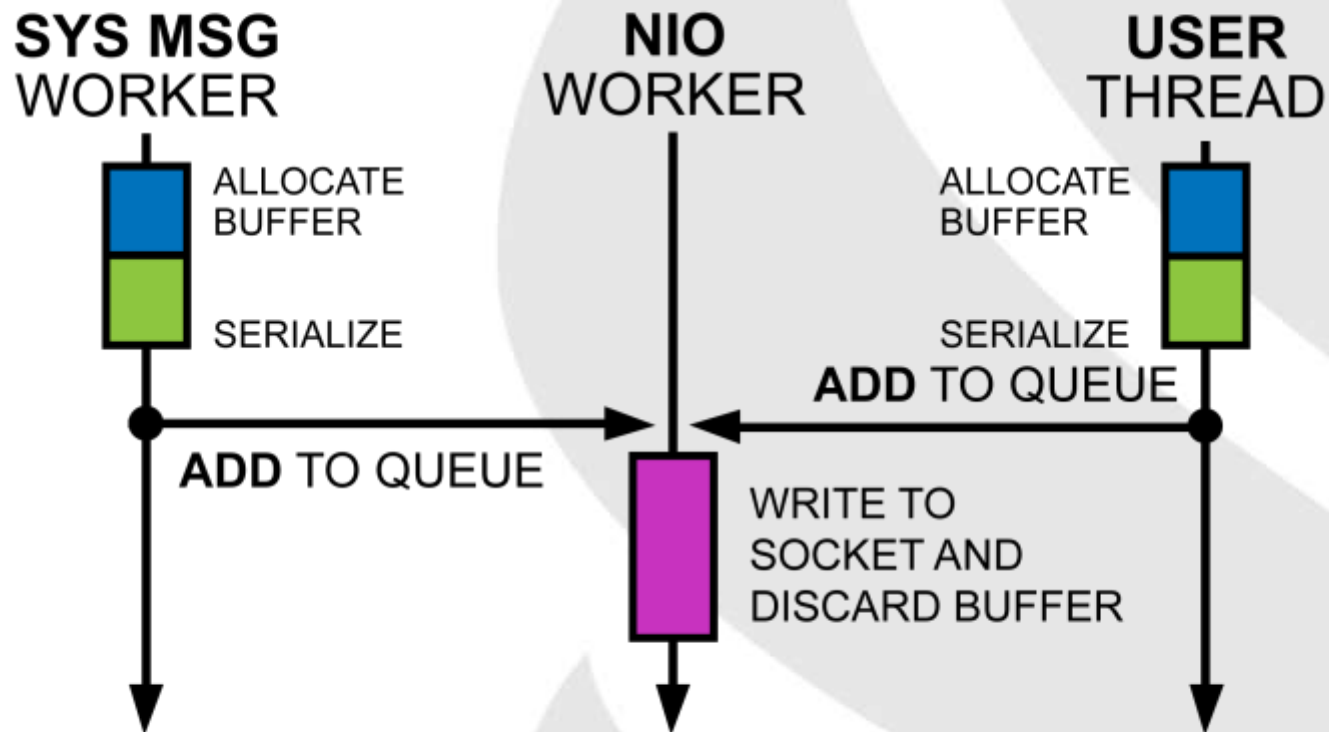 SYS MSG
WORKER
NIO
WORKER
USER
THREAD
ALLOCATE
BUFFER
SERIALIZE
ALLOCATE
BUFFER
SERIALIZE
ADD TO QUEUE
ADD TO QUEUE
WRITE TO
SOCKET AND
DISCARD BUFFER